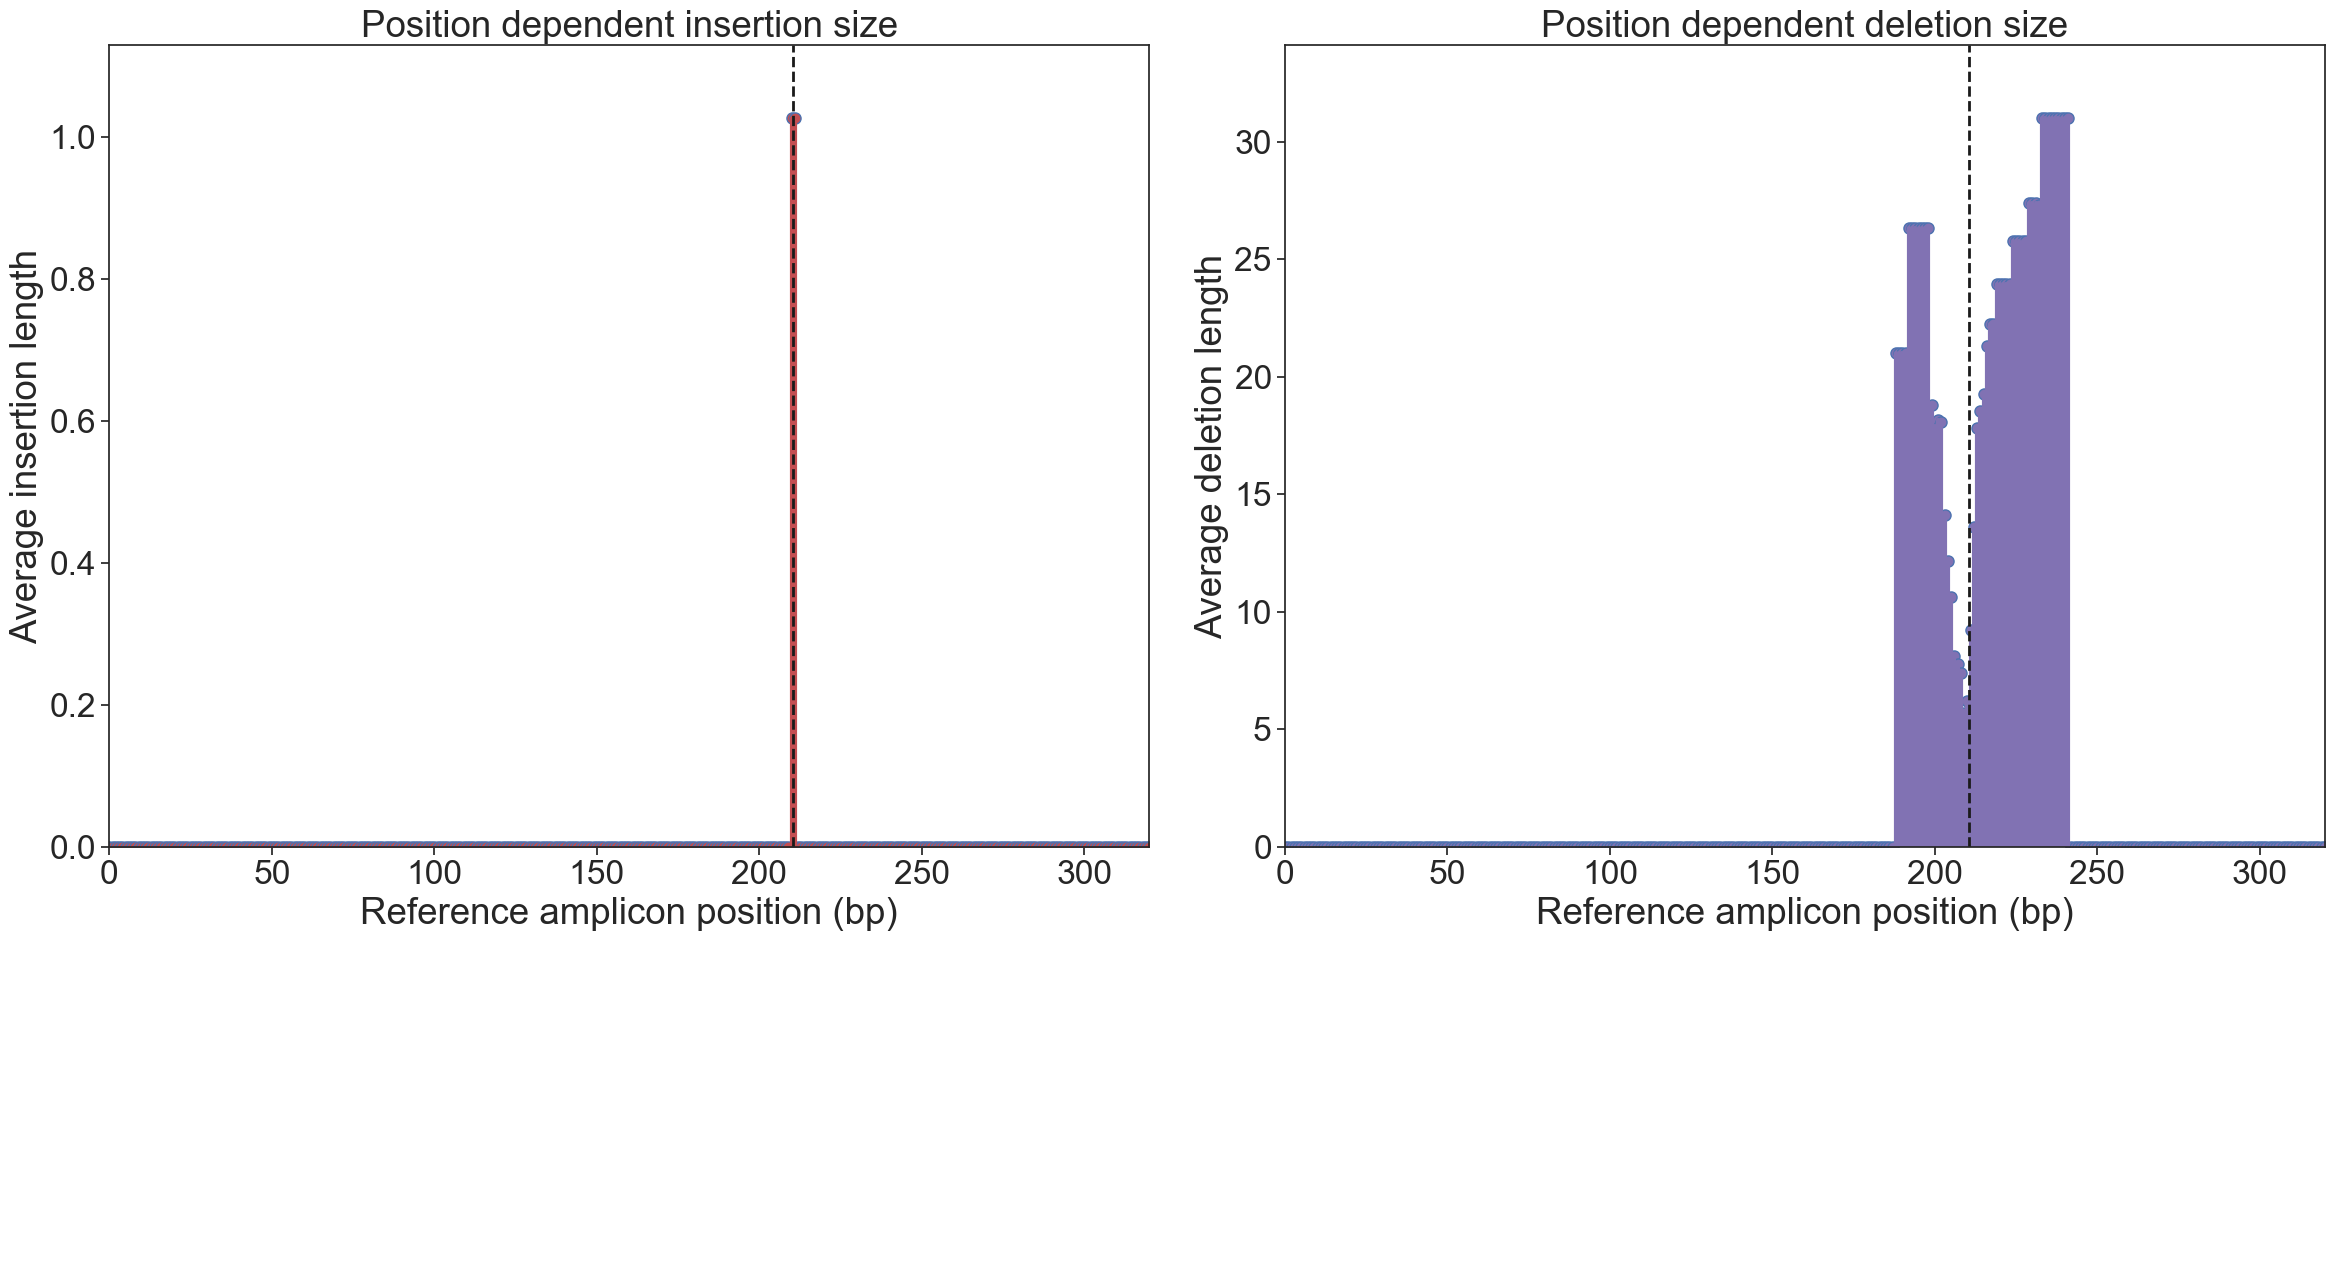 Position dependent insertion size
Average insertion length
1.0
0.8
0.6
0.4
0.2
0.0
0 50 100 150 200 250 300
Reference amplicon position (bp)
Position dependent deletion size
Average deletion length
30
25
20
15
10
5
0
0 50 100 150 200 250 300
Reference amplicon position (bp)